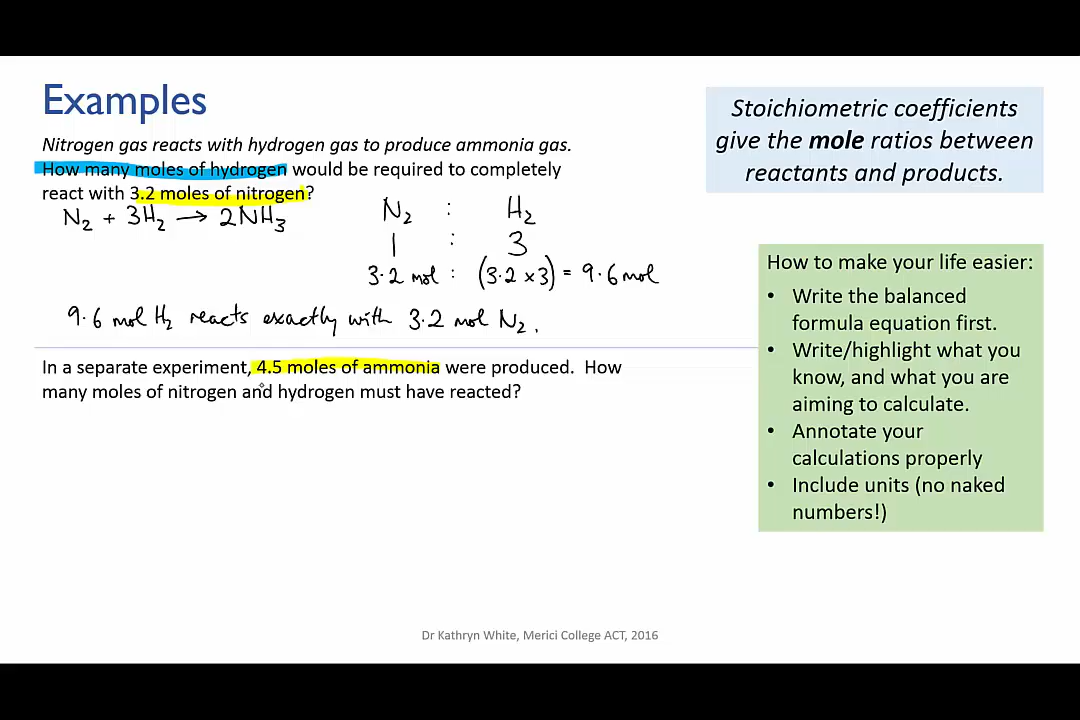 Examples
Nitrogen gas reacts with hydrogen gas to produce ammonia gas.
How many moles of hydrogen would be required to completely
react with 3.2 moles of nitrogen?
N₂ + 3H₂ → 2NH₃
N₂ : H₂
1 : 3
3.2 mol : (3.2 × 3) = 9.6 mol
9.6 mol H₂ reacts exactly with 3.2 mol N₂.
In a separate experiment, 4.5 moles of ammonia were produced. How
many moles of nitrogen and hydrogen must have reacted?
Stoichiometric coefficients
give the mole ratios between
reactants and products.
How to make your life easier:
• Write the balanced
formula equation first.
• Write/highlight what you
know, and what you are
aiming to calculate.
• Annotate your
calculations properly
• Include units (no naked
numbers!)
Dr Kathryn White, Merici College ACT, 2016